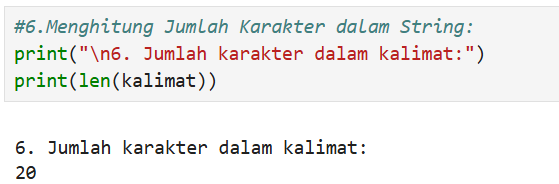 #6.Menghitung Jumlah Karakter dalam String:
print("\n6. Jumlah karakter dalam kalimat:")
print(len(kalimat))
6. Jumlah karakter dalam kalimat:
20